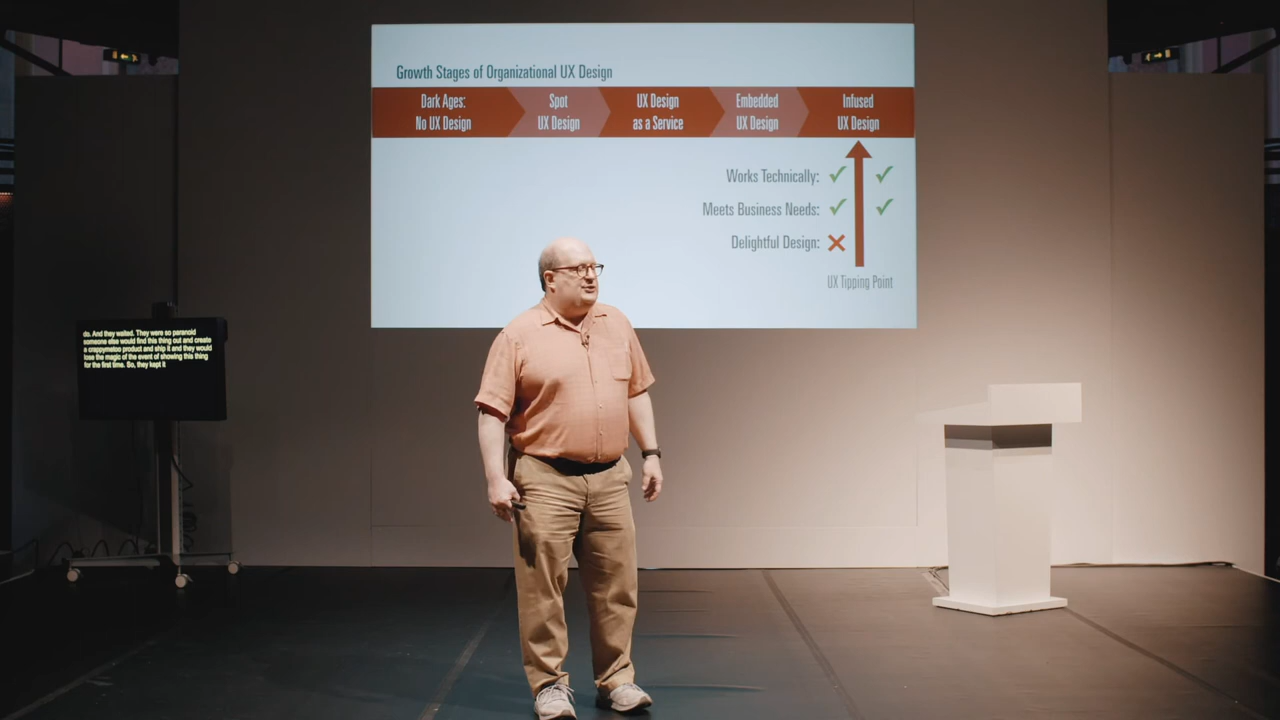 Growth Stages of Organizational UX Design
Dark Ages:
No UX Design
Spot
UX Design
UX Design
as a Service
Embedded
UX Design
Infused
UX Design
Works Technically:
Meets Business Needs:
Delightful Design:
UX Tipping Point
do. And they waited. They were so paranoid
someone else would find this thing out and create
a crappymetoo product and ship it and they would
lose the magic of the event of showing this thing
for the first time. So, they kept it